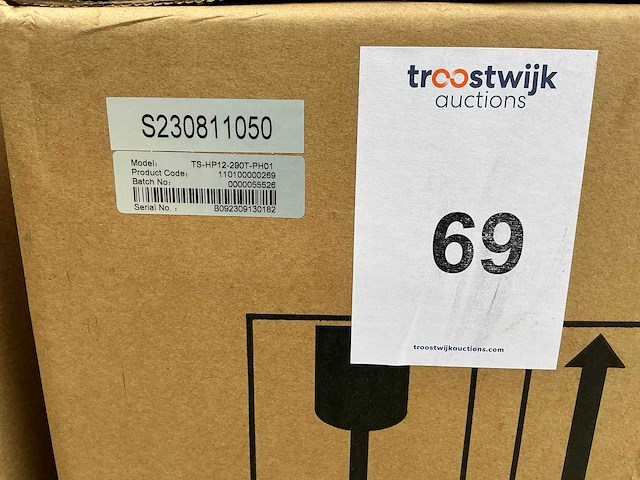 S230811050
Model: TS-HP12-290T-PH01
Product Code: 110100000269
Batch No: 0000055526
Serial No.: B092309130182
troostwijk
auctions
69
troostwijkauctions.com